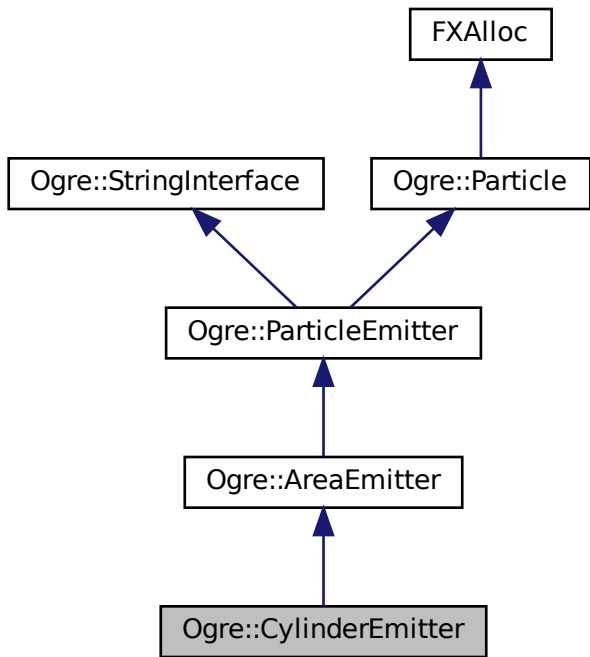 FXAlloc
Ogre::StringInterface
Ogre::Particle
Ogre::ParticleEmitter
Ogre::AreaEmitter
Ogre::CylinderEmitter